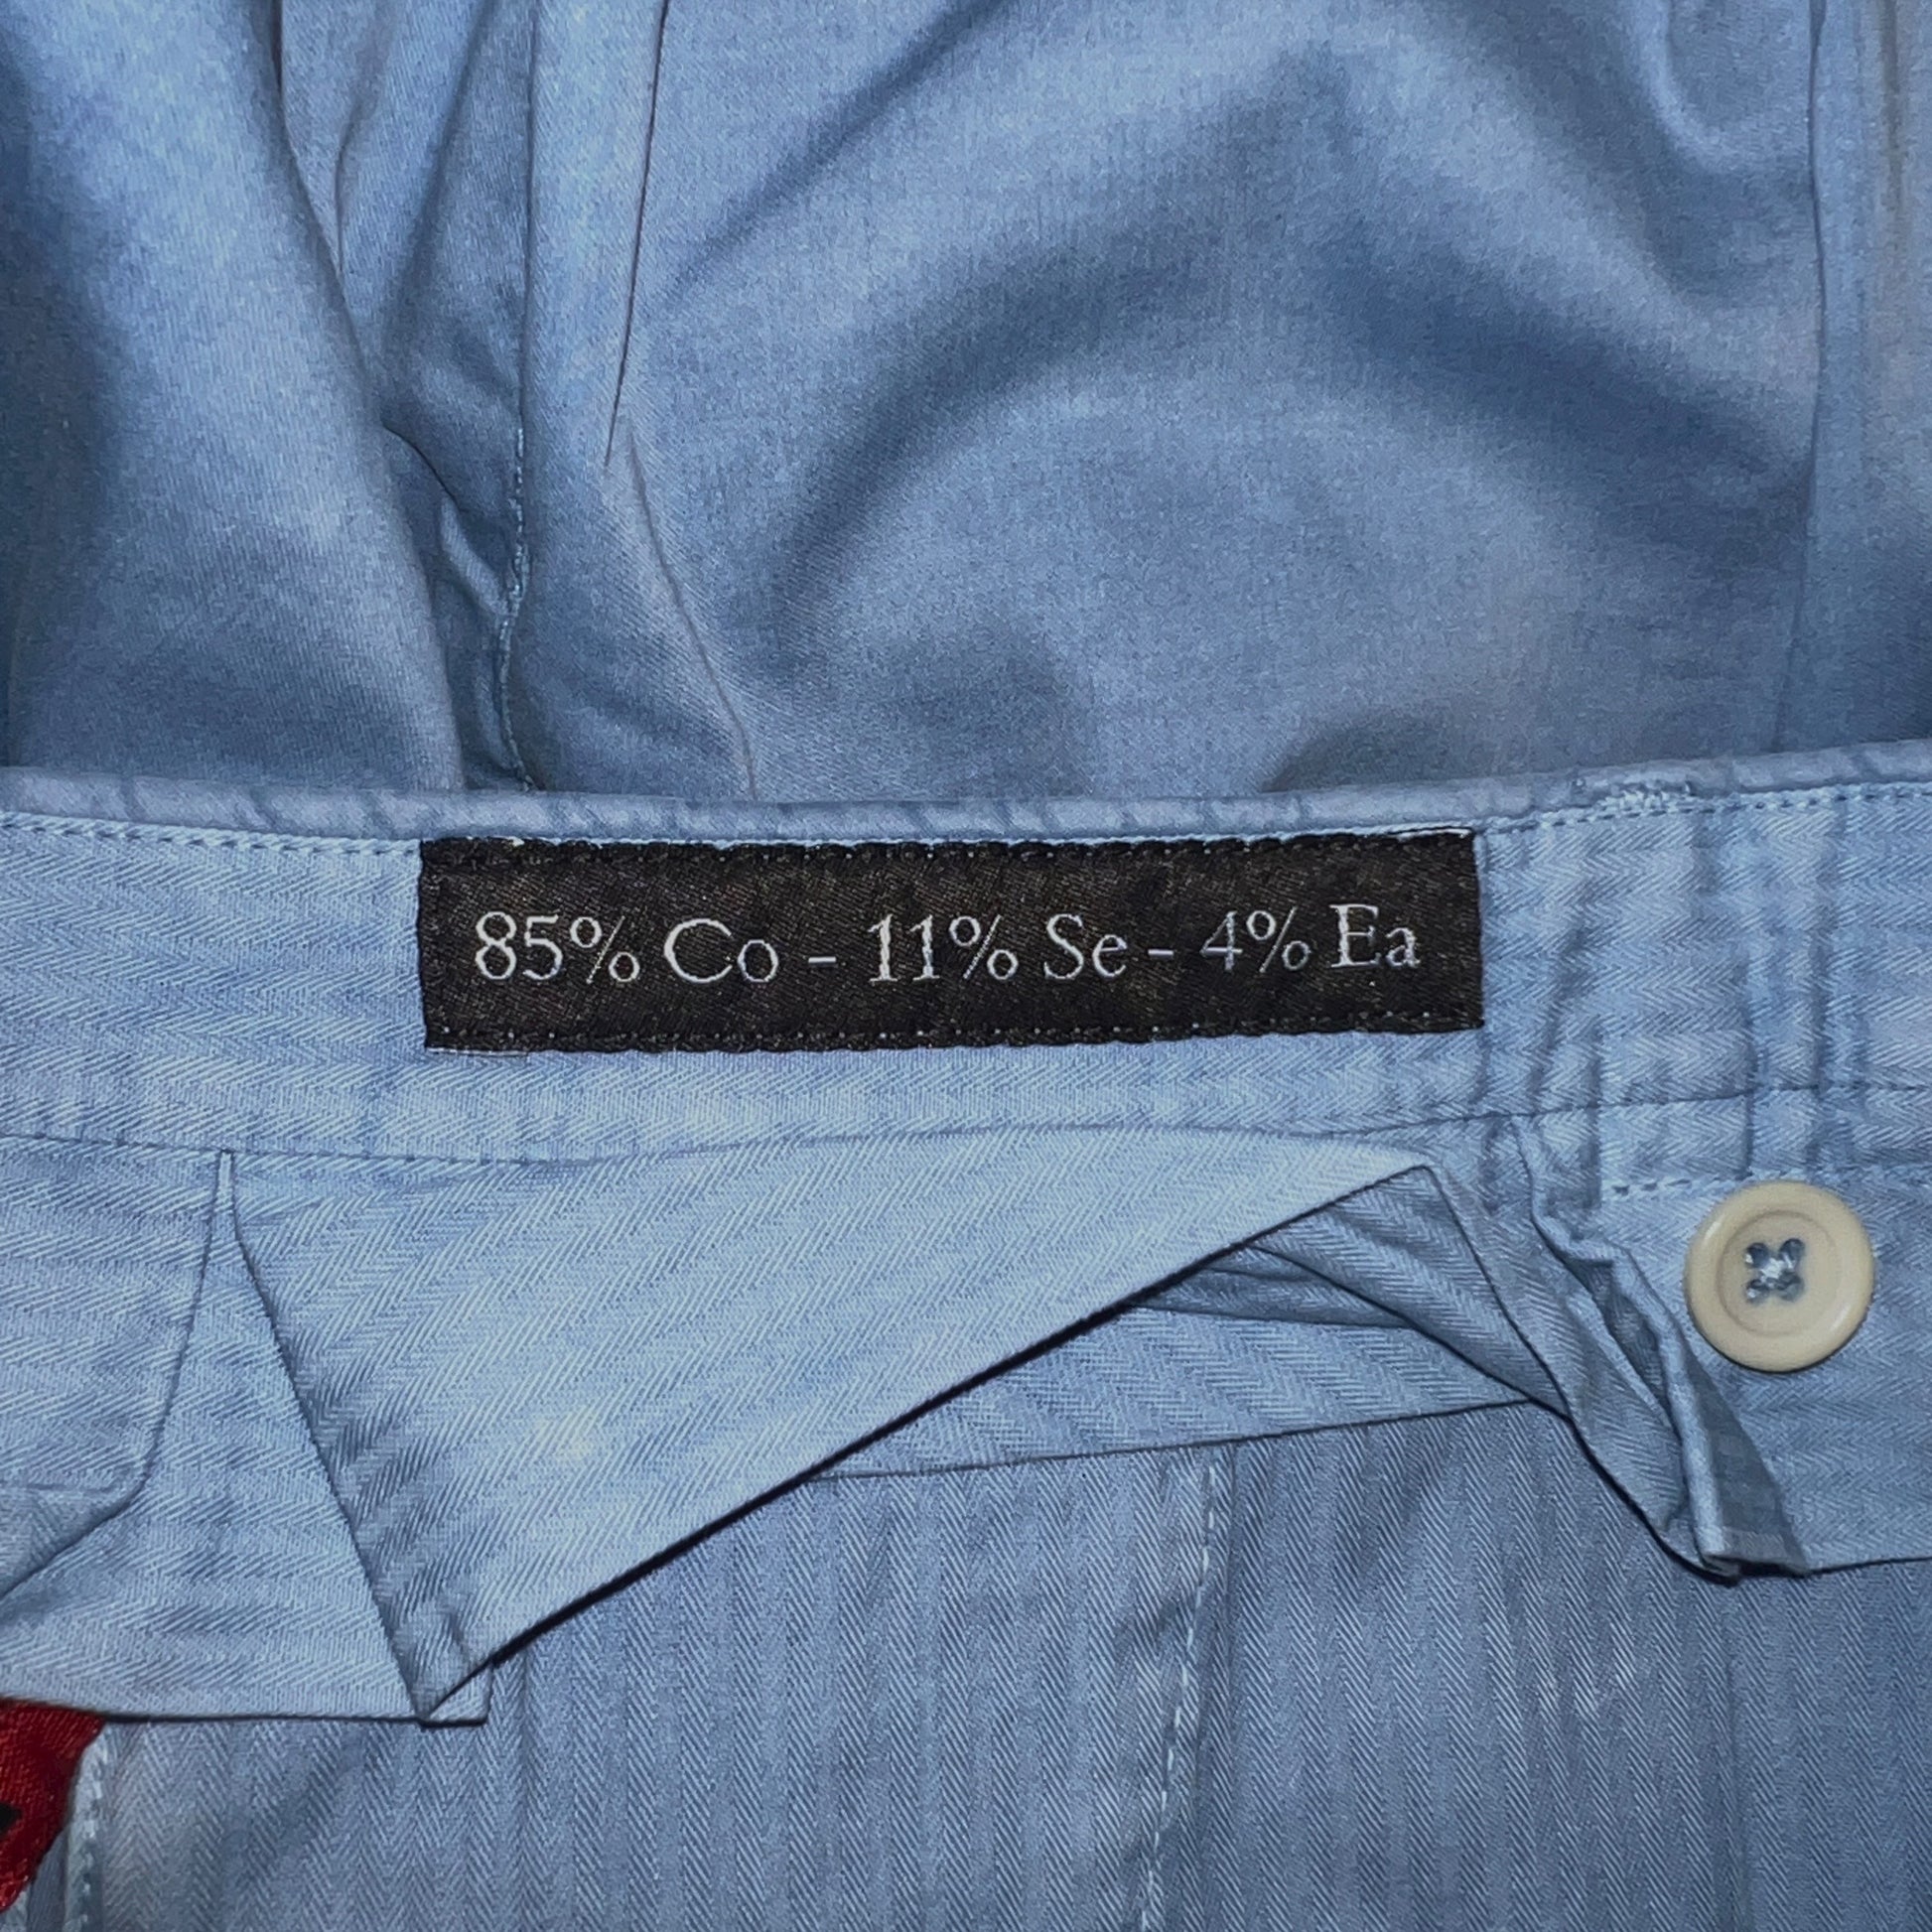 85% Co - 11% Se - 4% Ea